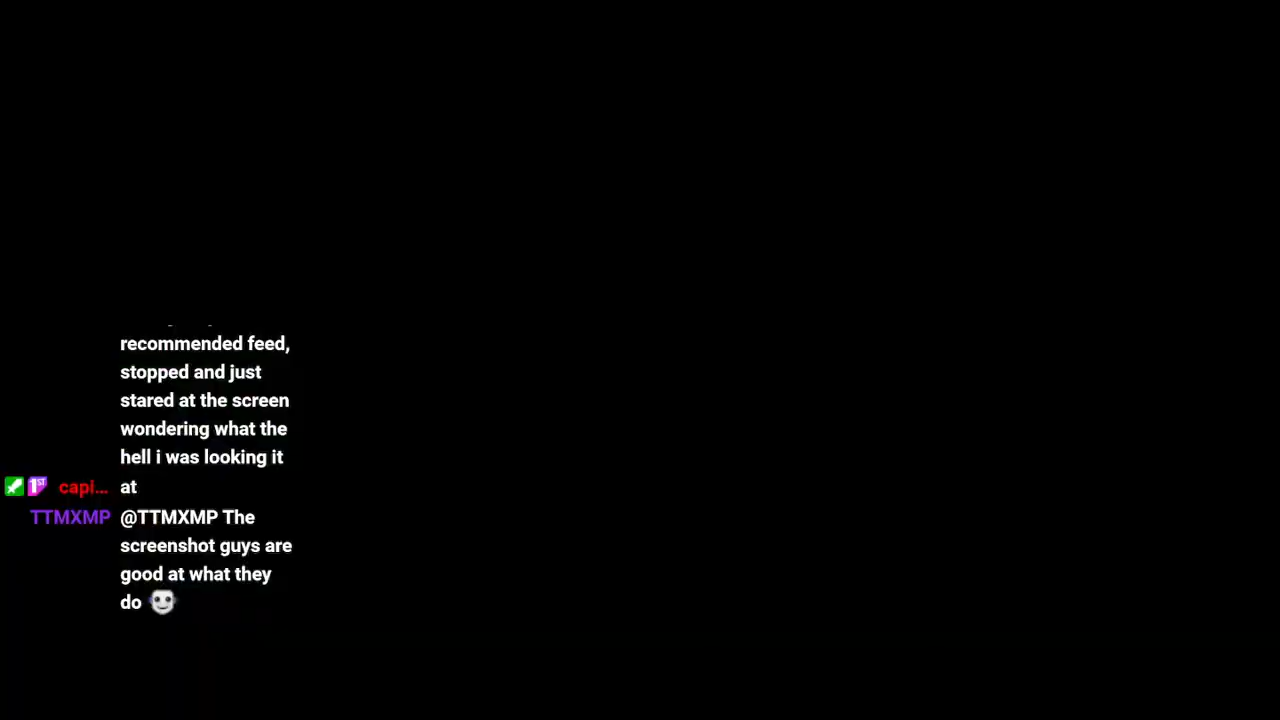 recommended feed,
stopped and just
stared at the screen
wondering what the
hell i was looking it
1ST capi... at
TTMXMP @TTMXMP The
screenshot guys are
good at what they
do